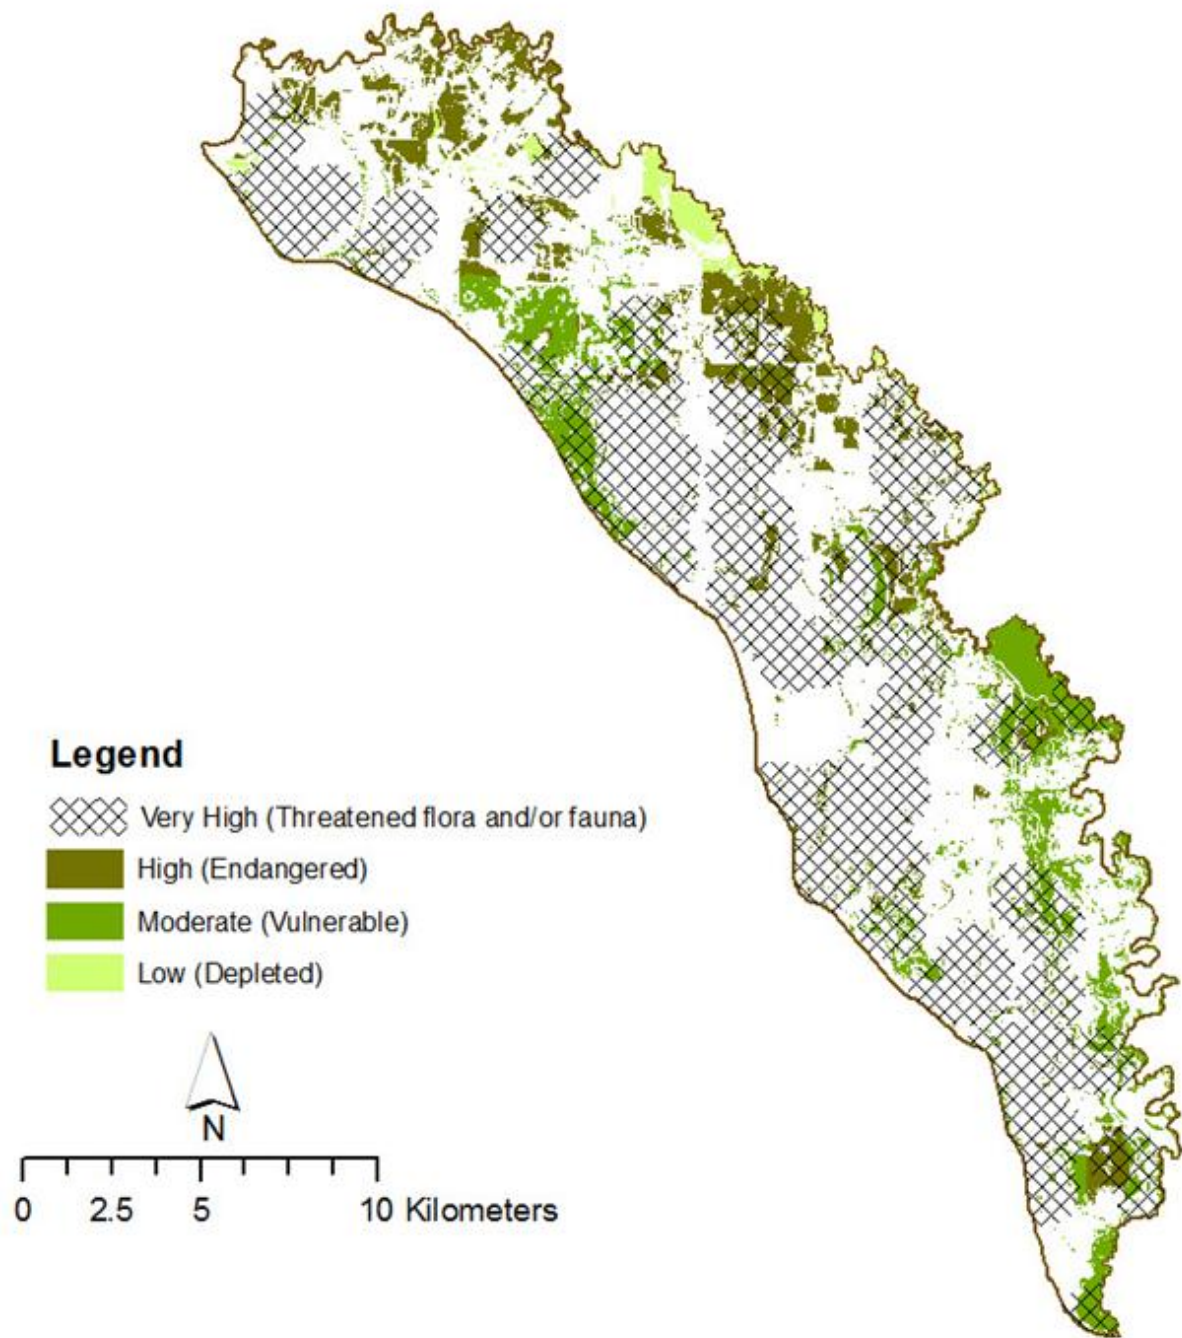 Legend
Very High (Threatened flora and/or fauna)
High (Endangered)
Moderate (Vulnerable)
Low (Depleted)
N
0 2.5 5 10 Kilometers